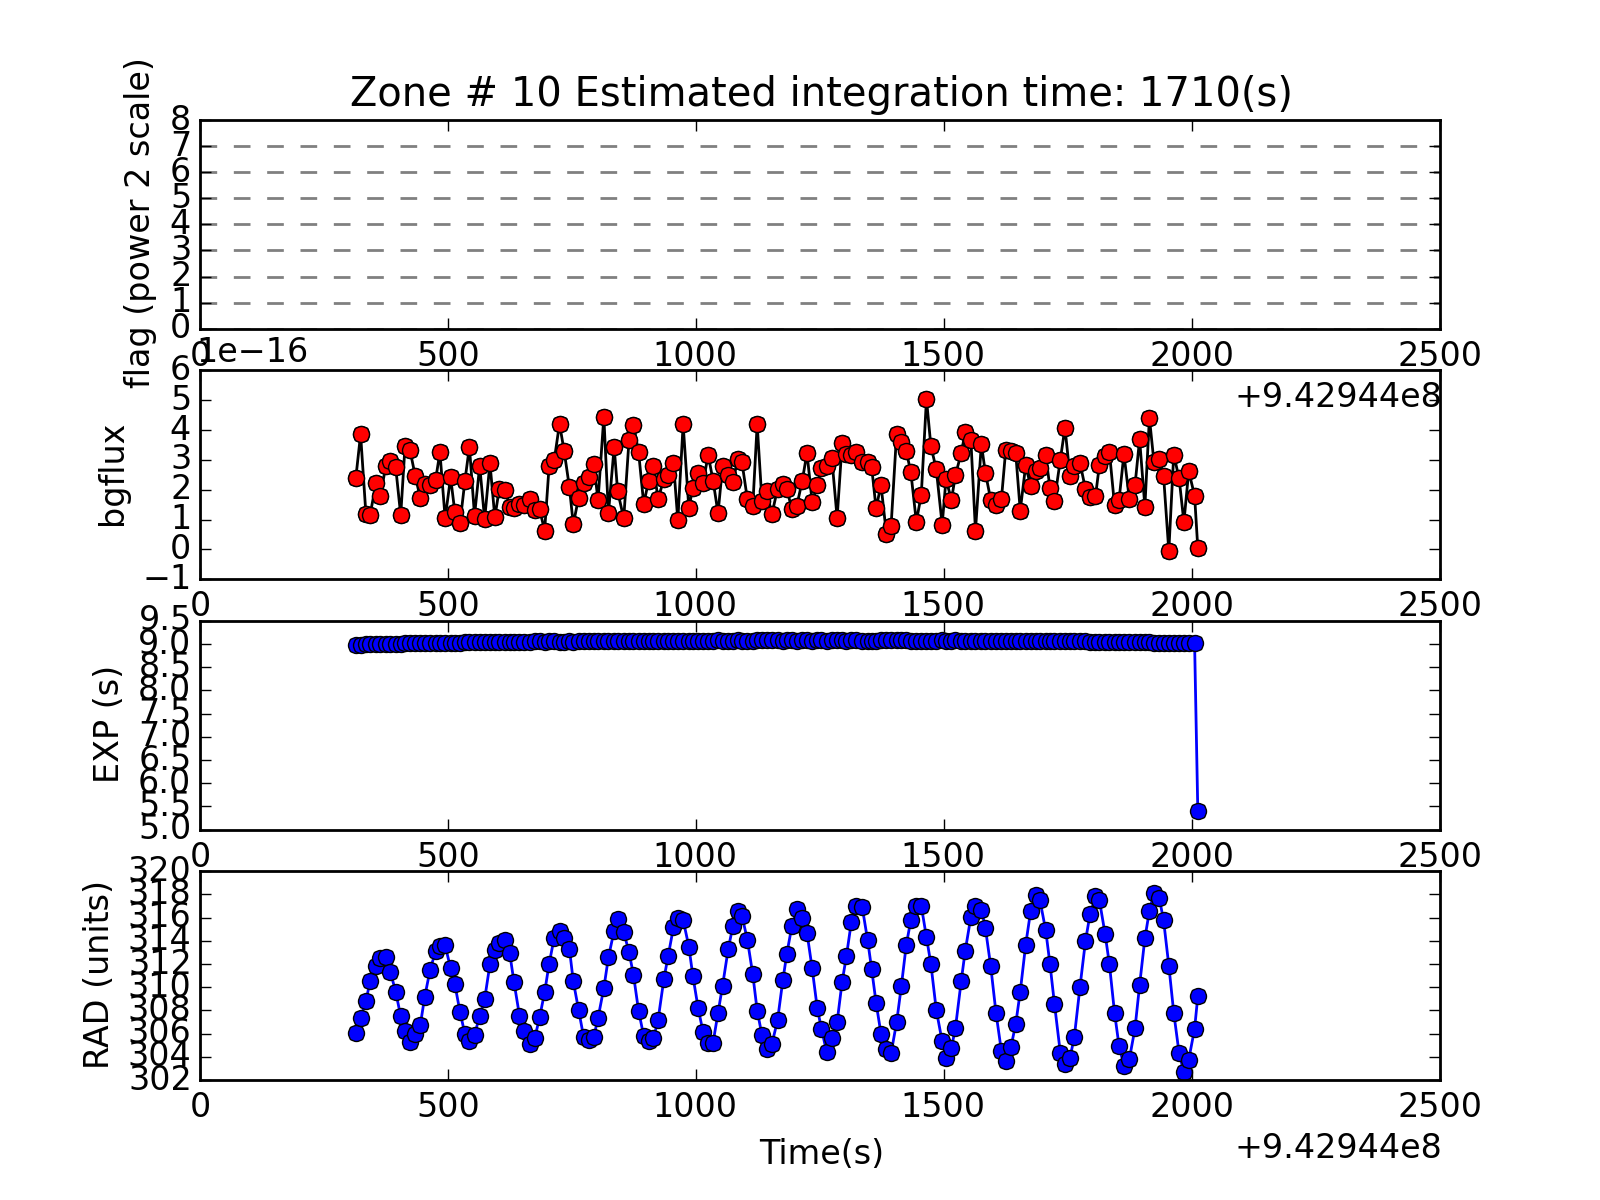 Zone # 10 Estimated integration time: 1710(s)
flag (power 2 scale)
8
7
6
5
4
3
2
1
0
0 500 1000 1500 2000 2500
1e−16
+9.42944e8
bgflux
6
5
4
3
2
1
0
−1
0 500 1000 1500 2000 2500
EXP (s)
9.5
9.0
8.5
8.0
7.5
7.0
6.5
6.0
5.5
5.0
0 500 1000 1500 2000 2500
RAD (units)
320
318
316
314
312
310
308
306
304
302
0 500 1000 1500 2000 2500
Time(s)
+9.42944e8